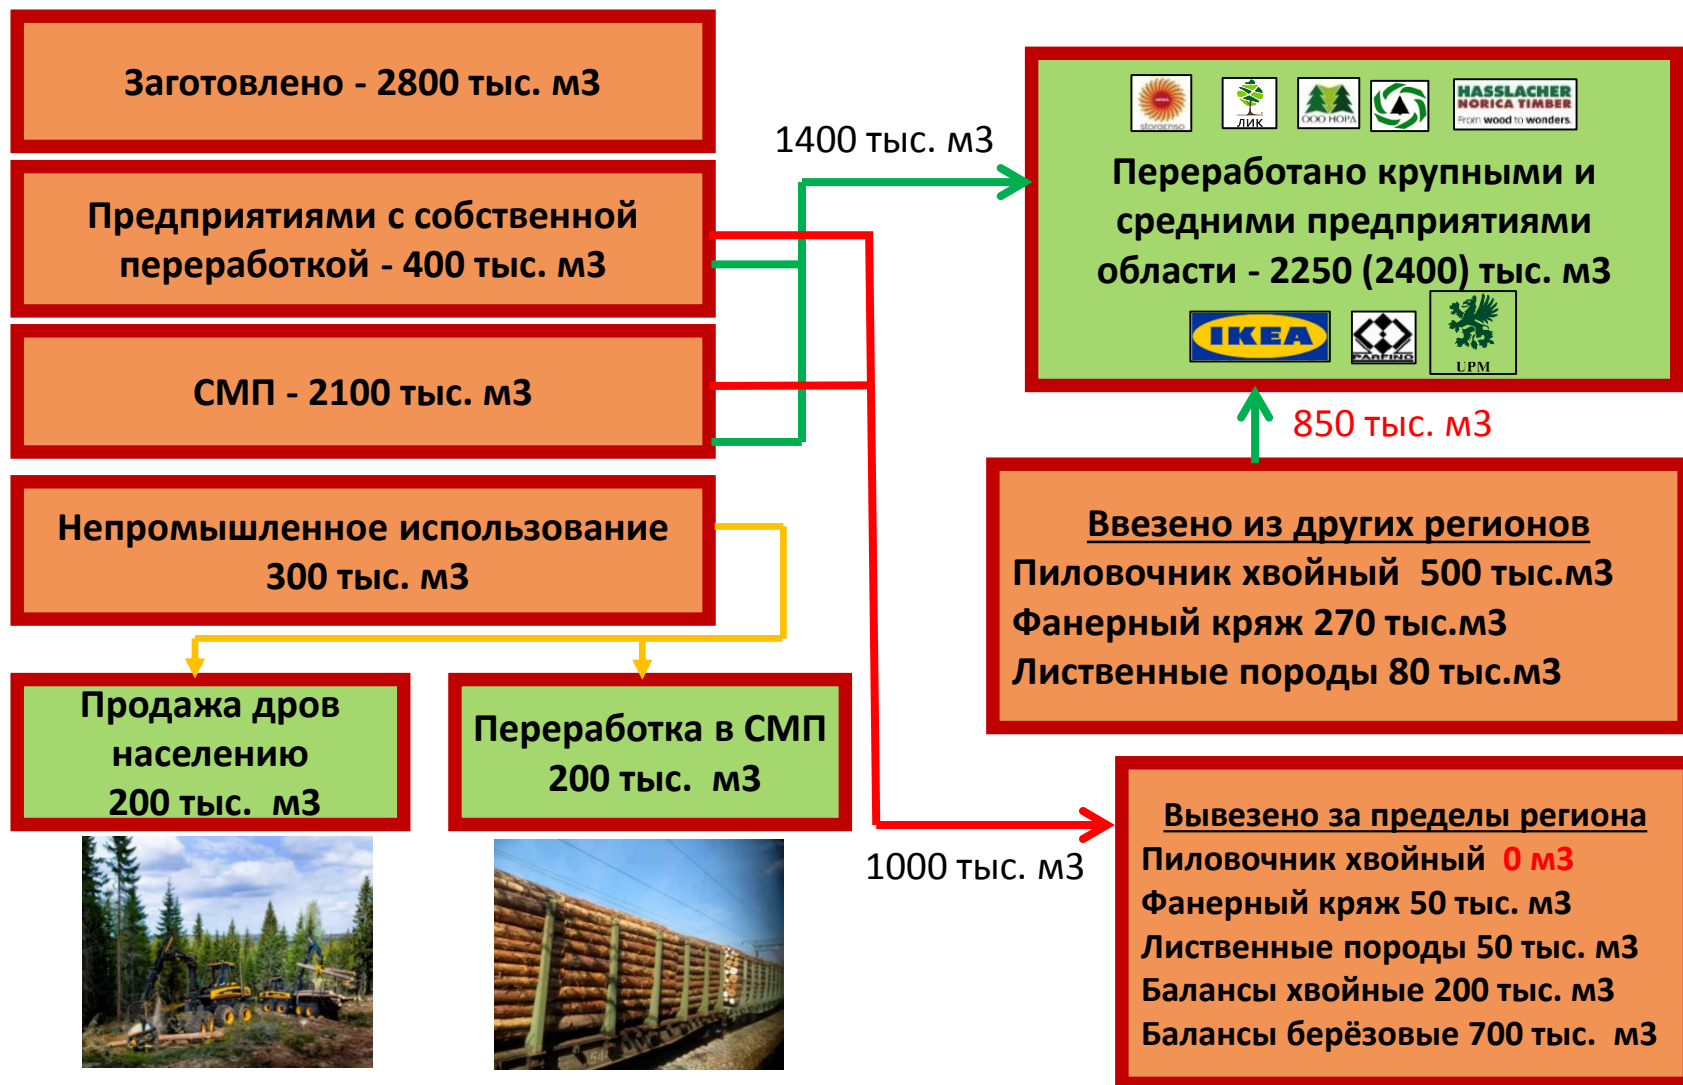 Заготовлено - 2800 тыс. м3
Предприятиями с собственной
переработкой - 400 тыс. м3
СМП - 2100 тыс. м3
Непромышленное использование
300 тыс. м3
Продажа дров
населению
200 тыс. м3
Переработка в СМП
200 тыс. м3
1400 тыс. м3
storaenso
ЛИК
ООО НОРД
HASSLACHER
NORICA TIMBER
From wood to wonders.
Переработано крупными и
средними предприятиями
области - 2250 (2400) тыс. м3
IKEA
PARFINO
UPM
850 тыс. м3
Ввезено из других регионов
Пиловочник хвойный 500 тыс.м3
Фанерный кряж 270 тыс.м3
Лиственные породы 80 тыс.м3
1000 тыс. м3
Вывезено за пределы региона
Пиловочник хвойный 0 м3
Фанерный кряж 50 тыс. м3
Лиственные породы 50 тыс. м3
Балансы хвойные 200 тыс. м3
Балансы берёзовые 700 тыс. м3